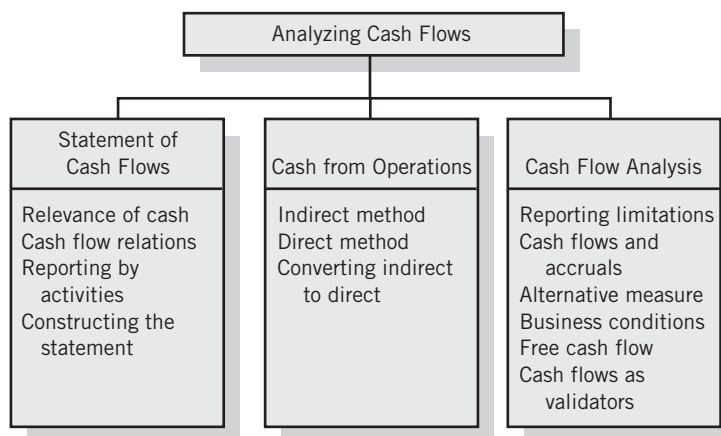 Analyzing Cash Flows
Statement of
Cash Flows
Relevance of cash
Cash flow relations
Reporting by
activities
Constructing the
statement
Cash from Operations
Indirect method
Direct method
Converting indirect
to direct
Cash Flow Analysis
Reporting limitations
Cash flows and
accruals
Alternative measure
Business conditions
Free cash flow
Cash flows as
validators